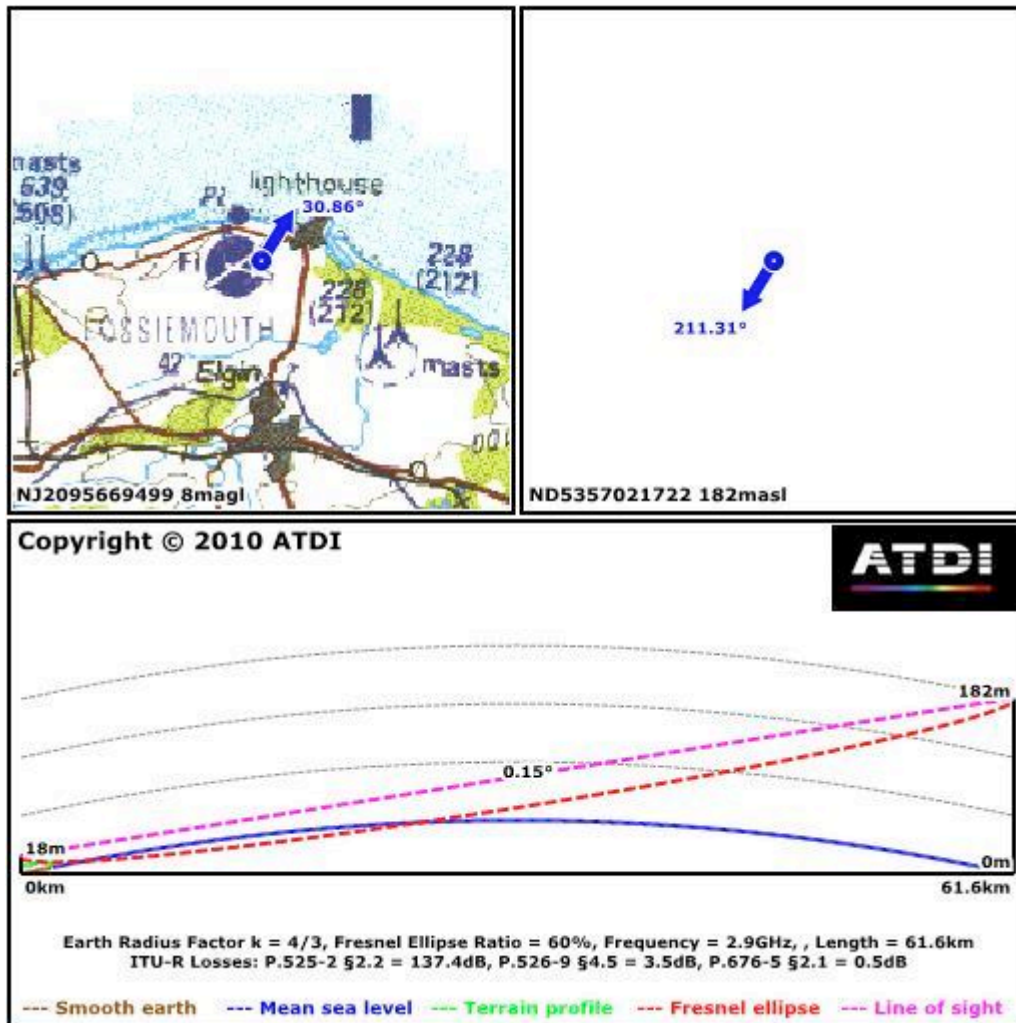 masts
639
lighthouse
30.86°
228
(212)
228
(212)
OSSIEMOUTH
42
Elgin
masts
NJ2095669499 8magl
211.31°
ND5357021722 182masl
Copyright © 2010 ATDI
ATDI
182m
0.15°
18m
0m
0km
61.6km
Earth Radius Factor k = 4/3, Fresnel Ellipse Ratio = 60%, Frequency = 2.9GHz, , Length = 61.6km
ITU-R Losses: P.525-2 §2.2 = 137.4dB, P.526-9 §4.5 = 3.5dB, P.676-5 §2.1 = 0.5dB
--- Smooth earth --- Mean sea level --- Terrain profile --- Fresnel ellipse --- Line of sight